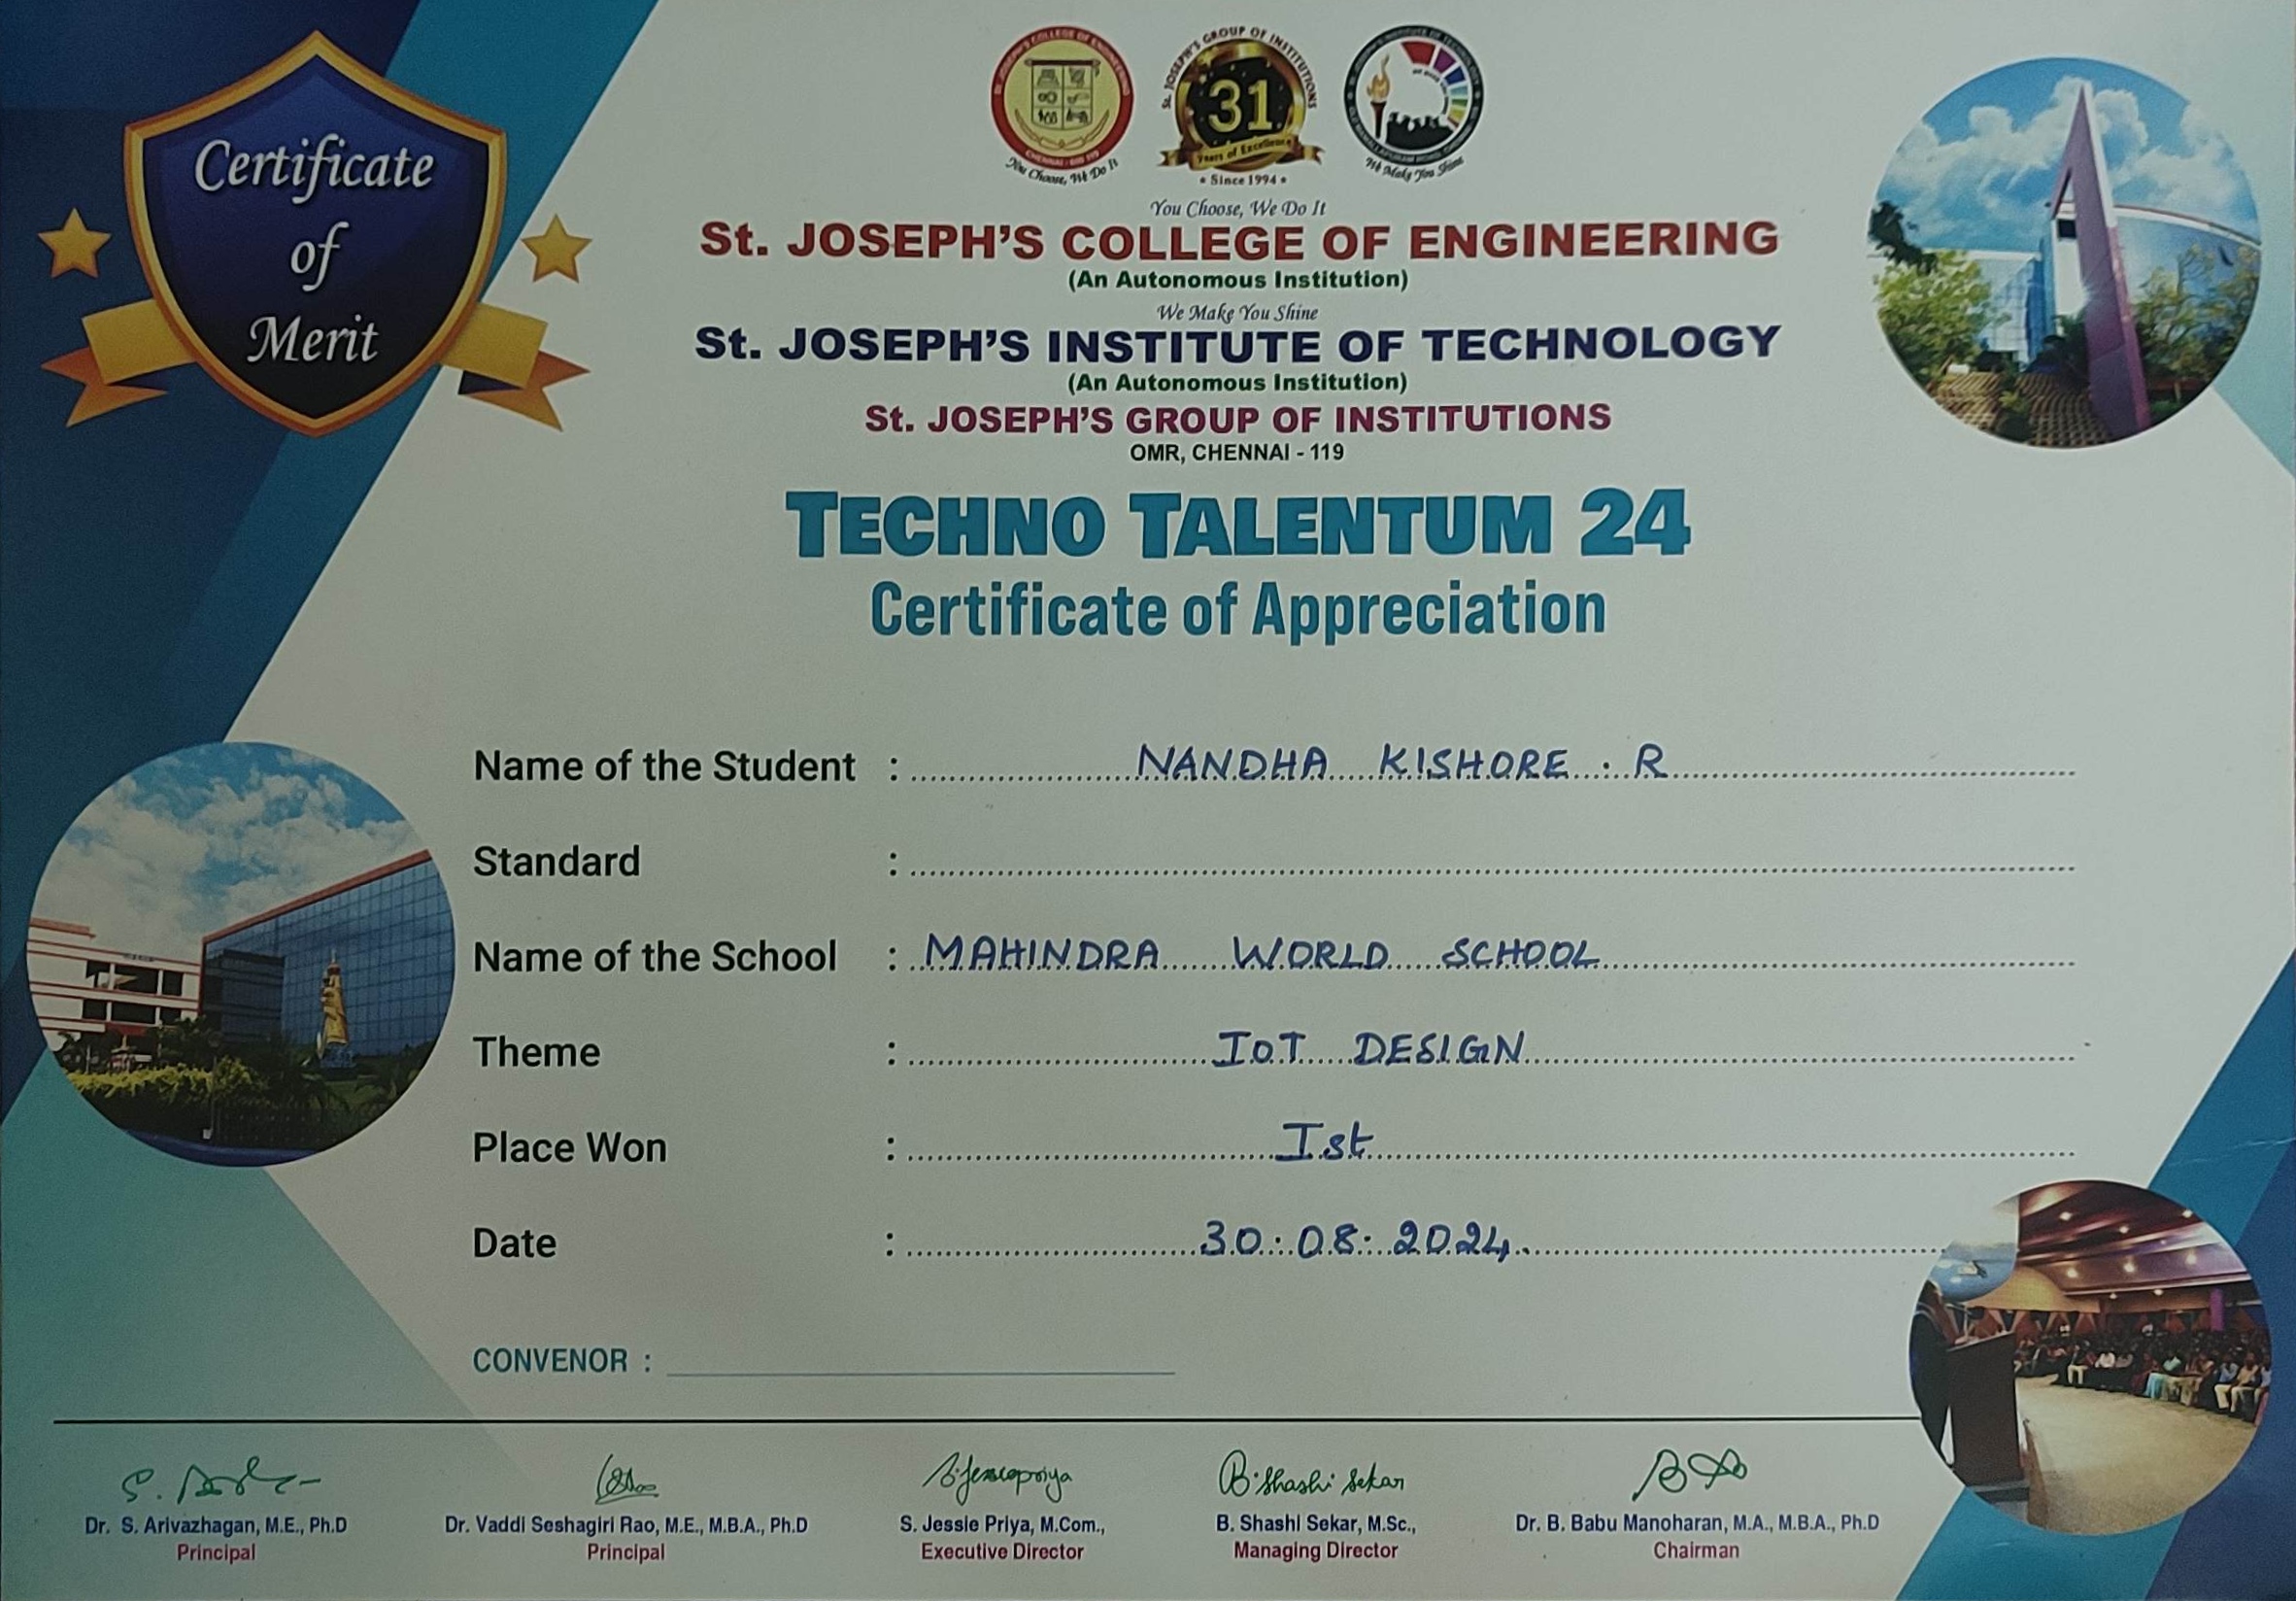 Certificate
of
Merit
St. JOSEPH'S COLLEGE OF ENGINEERING
CHENNAI - 600 119
You Choose, We Do It
St. JOSEPH'S GROUP OF INSTITUTIONS
31
Years of Excellence
• Since 1994 •
We Make You Shine
You Choose, We Do It
St. JOSEPH'S COLLEGE OF ENGINEERING
(An Autonomous Institution)
We Make You Shine
St. JOSEPH'S INSTITUTE OF TECHNOLOGY
(An Autonomous Institution)
St. JOSEPH'S GROUP OF INSTITUTIONS
OMR, CHENNAI - 119
TECHNO TALENTUM 24
Certificate of Appreciation
Name of the Student : NANDHA KISHORE . R
Standard :
Name of the School : MAHINDRA WORLD SCHOOL
Theme : IOT DESIGN
Place Won : Ist
Date : 30.08.2024
CONVENOR :
B. Shashi Sekar
Dr. S. Arivazhagan, M.E., Ph.D
Principal
Dr. Vaddi Seshagiri Rao, M.E., M.B.A., Ph.D
Principal
S. Jessie Priya, M.Com.,
Executive Director
B. Shashi Sekar, M.Sc.,
Managing Director
Dr. B. Babu Manoharan, M.A., M.B.A., Ph.D
Chairman